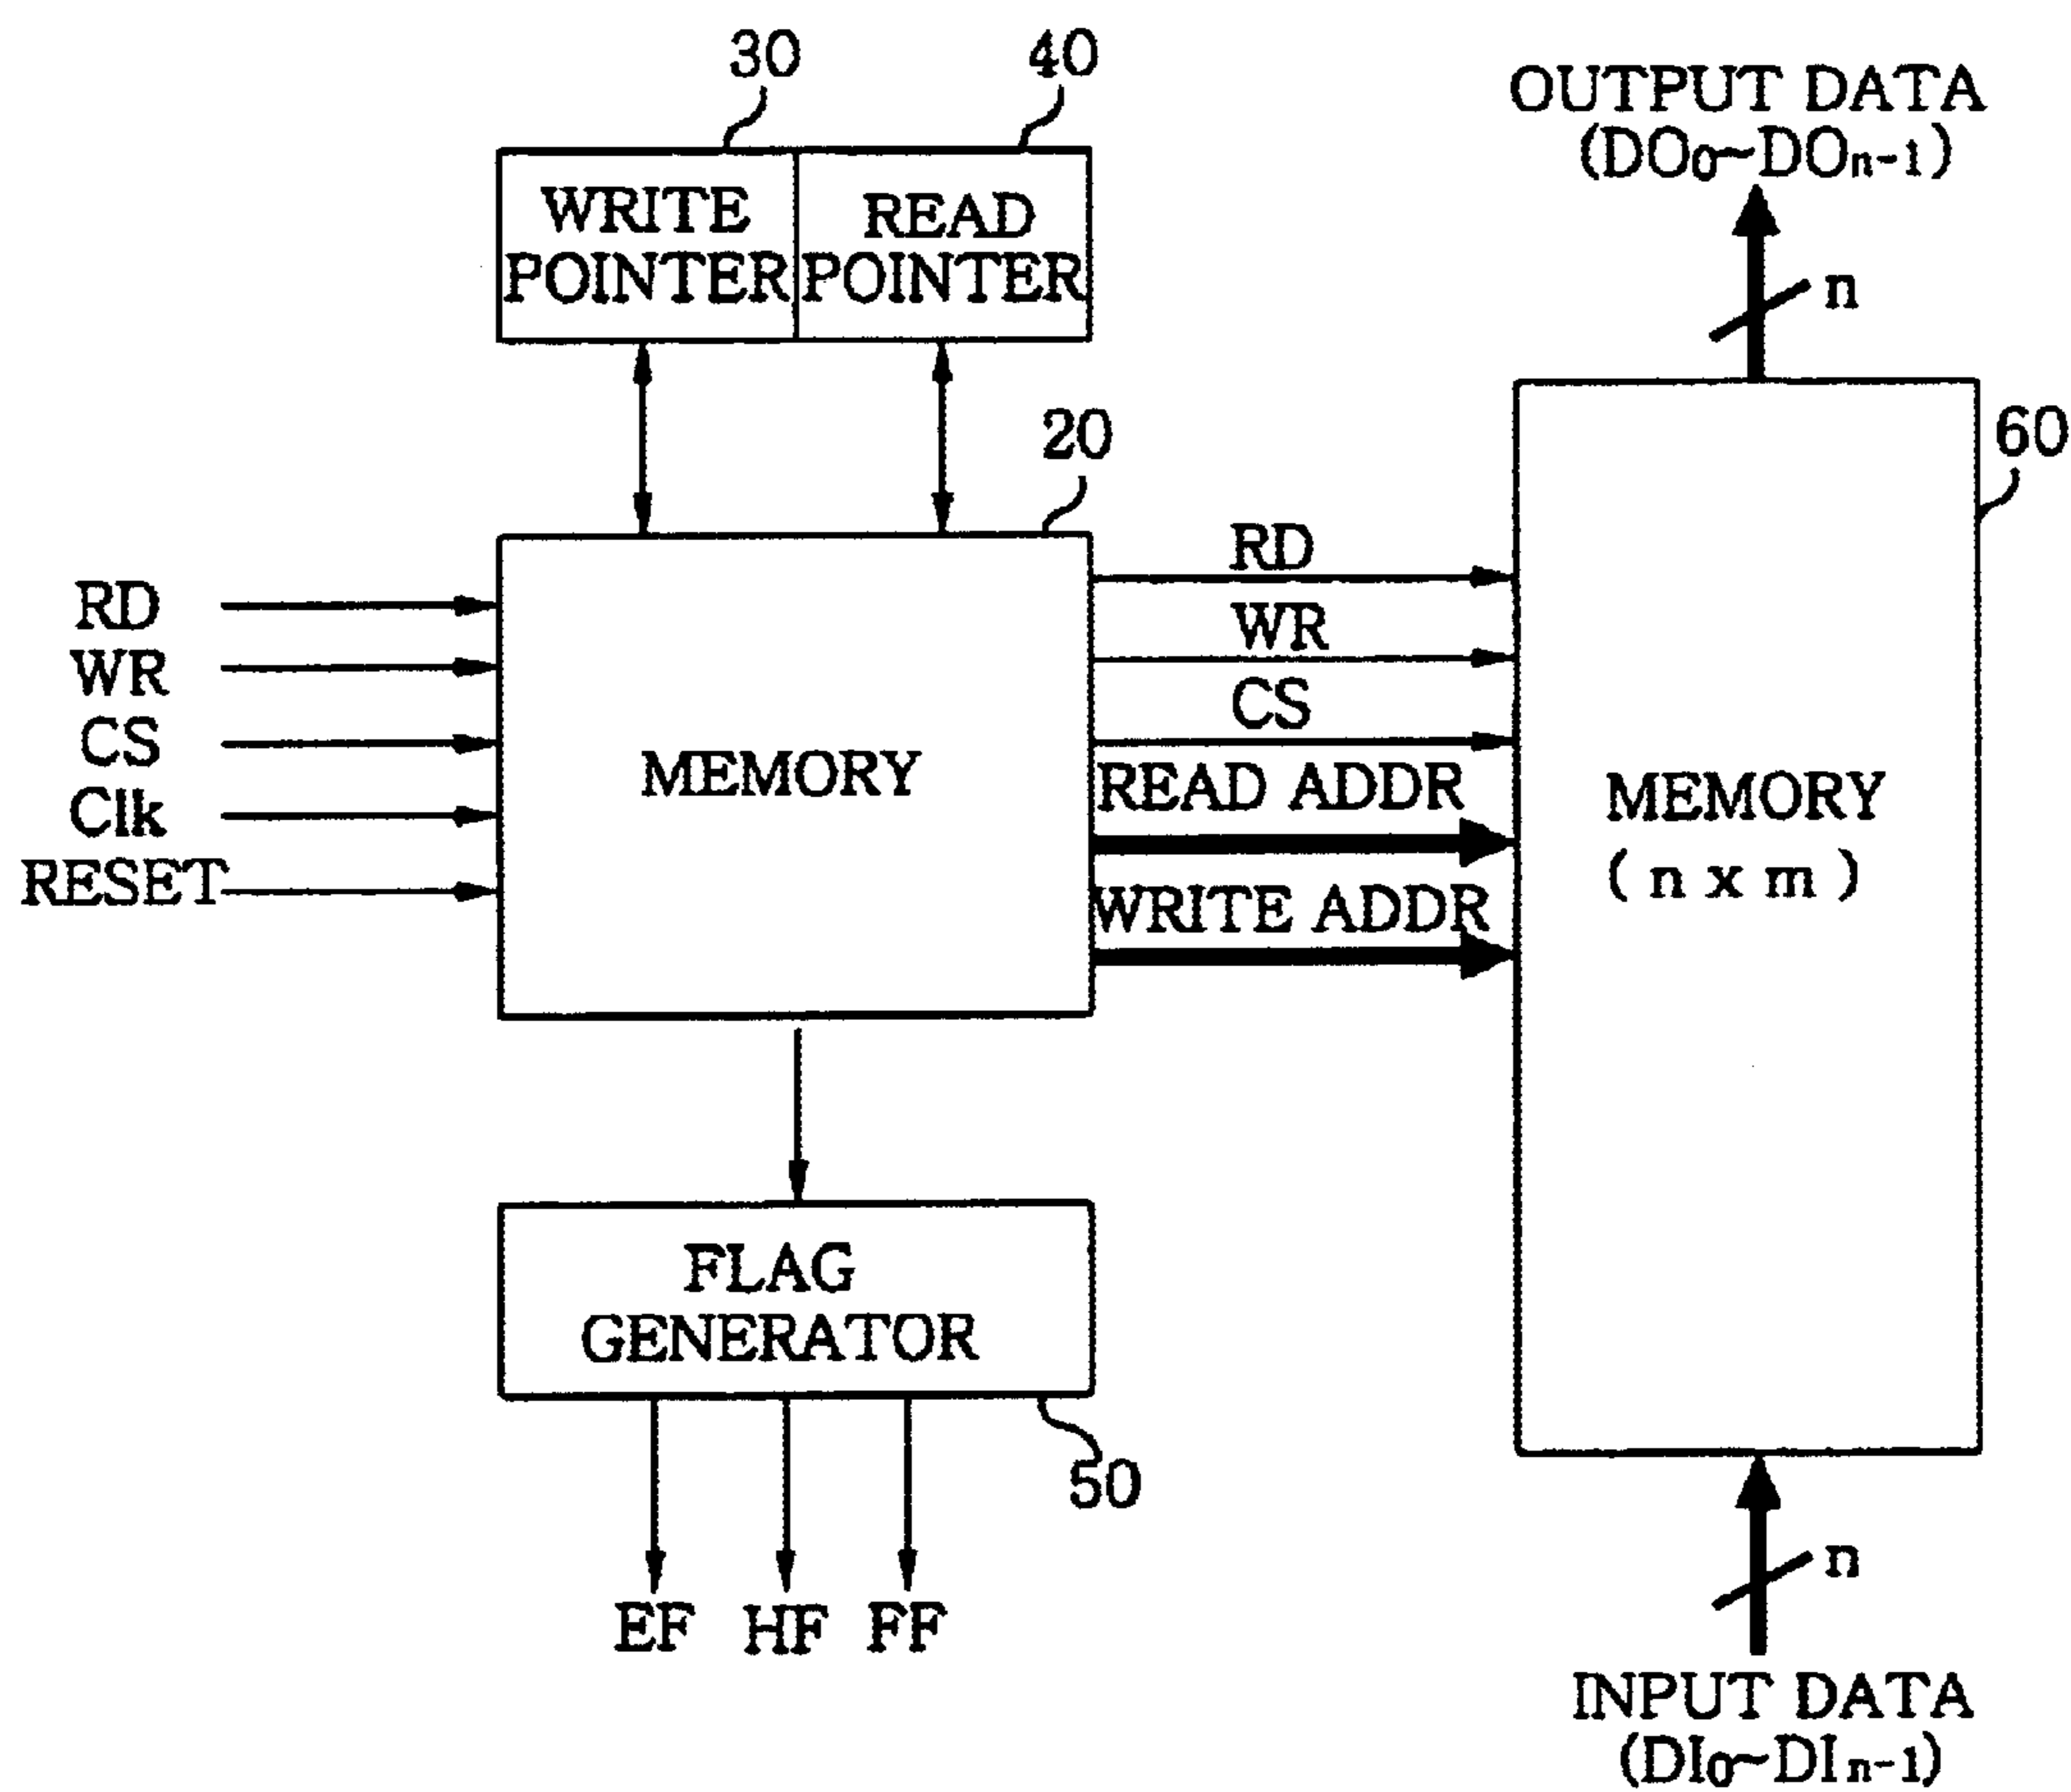 30
40
OUTPUT DATA
(DO0~DOn-1)
WRITE
POINTER
READ
POINTER
n
20
60
RD
WR
CS
Clk
RESET
MEMORY
RD
WR
CS
READ ADDR
WRITE ADDR
MEMORY
( n x m )
FLAG
GENERATOR
50
EF HF FF
n
INPUT DATA
(DI0~DIn-1)